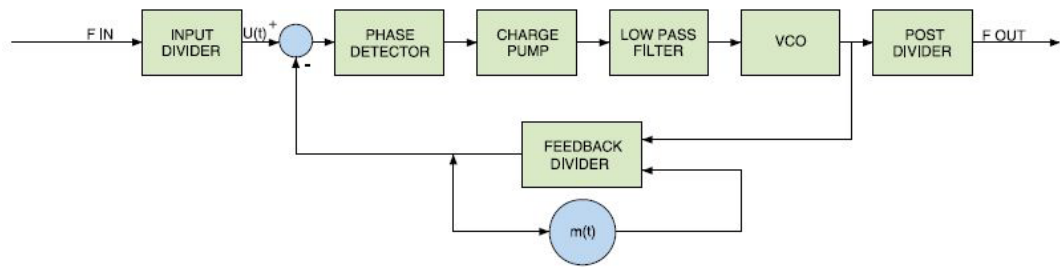 F IN
INPUT
DIVIDER
U(t)
+
-
PHASE
DETECTOR
CHARGE
PUMP
LOW PASS
FILTER
VCO
POST
DIVIDER
F OUT
FEEDBACK
DIVIDER
m(t)